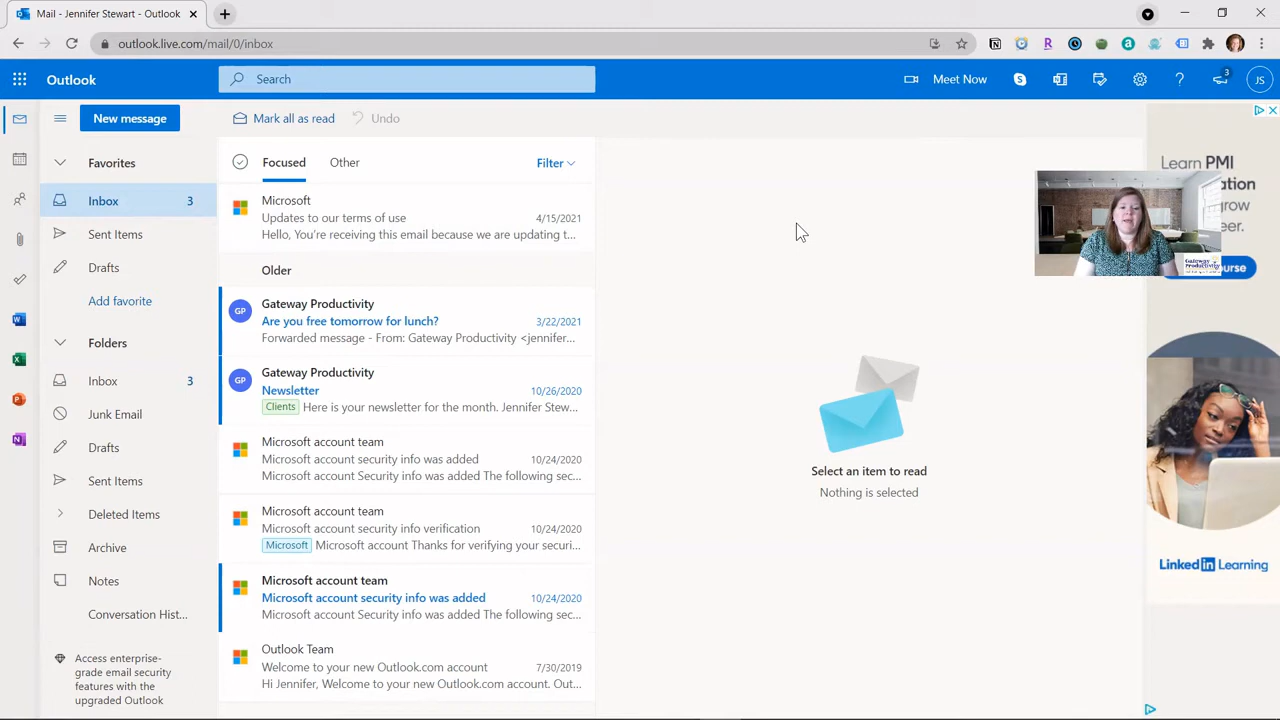 Mail - Jennifer Stewart - Outlook
outlook.live.com/mail/0/inbox
Outlook
Search
Meet Now
3
JS
New message
Mark all as read
Undo
Favorites
Inbox 3
Sent Items
Drafts
Add favorite
Folders
Inbox 3
Junk Email
Drafts
Sent Items
Deleted Items
Archive
Notes
Conversation Hist...
Access enterprise-
grade email security
features with the
upgraded Outlook
Focused Other Filter
Microsoft
Updates to our terms of use 4/15/2021
Hello, You're receiving this email because we are updating t...
Older
GP
Gateway Productivity
Are you free tomorrow for lunch? 3/22/2021
Forwarded message - From: Gateway Productivity <jennifer...
GP
Gateway Productivity
Newsletter 10/26/2020
Clients Here is your newsletter for the month. Jennifer Stew...
Microsoft account team
Microsoft account security info was added 10/24/2020
Microsoft account Security info was added The following sec...
Microsoft account team
Microsoft account security info verification 10/24/2020
Microsoft Microsoft account Thanks for verifying your securi...
Microsoft account team
Microsoft account security info was added 10/24/2020
Microsoft account Security info was added The following sec...
Outlook Team
Welcome to your new Outlook.com account 7/30/2019
Hi Jennifer, Welcome to your new Outlook.com account. Out...
Select an item to read
Nothing is selected
Learn PMI
Gateway
Productivity
LinkedIn Learning